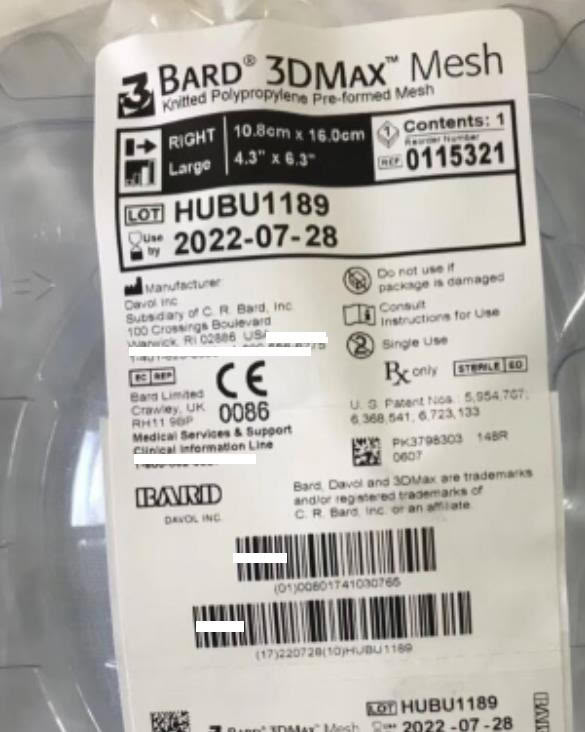 3 BARD® 3DMAX™ Mesh
Knitted Polypropylene Pre-formed Mesh
RIGHT 10.8cm x 16.0cm
Large 4.3" x 6.3"
Contents: 1
Reorder Number
REF 0115321
LOT HUBU1189
Use by 2022-07-28
Manufacturer
Davol Inc.
Subsidiary of C. R. Bard, Inc.
100 Crossings Boulevard
Warwick, RI 02886 USA
Do not use if
package is damaged
Consult
Instructions for Use
2 Single Use
Rx only STERILE EO
EC REP
Bard Limited
Crawley, UK
RH11 9BP
CE
0086
Medical Services & Support
Clinical Information Line
U. S. Patent Nos.: 5,954,767;
6,368,541; 6,723,133
PK3798303 148R
0607
BARD
DAVOL INC.
Bard, Davol and 3DMax are trademarks
and/or registered trademarks of
C. R. Bard, Inc. or an affiliate.
(01)00801741030765
(17)220728(10)HUBU1189
LOT HUBU1189
3 BARD® 3DMAX™ Mesh
2022-07-28
BARD